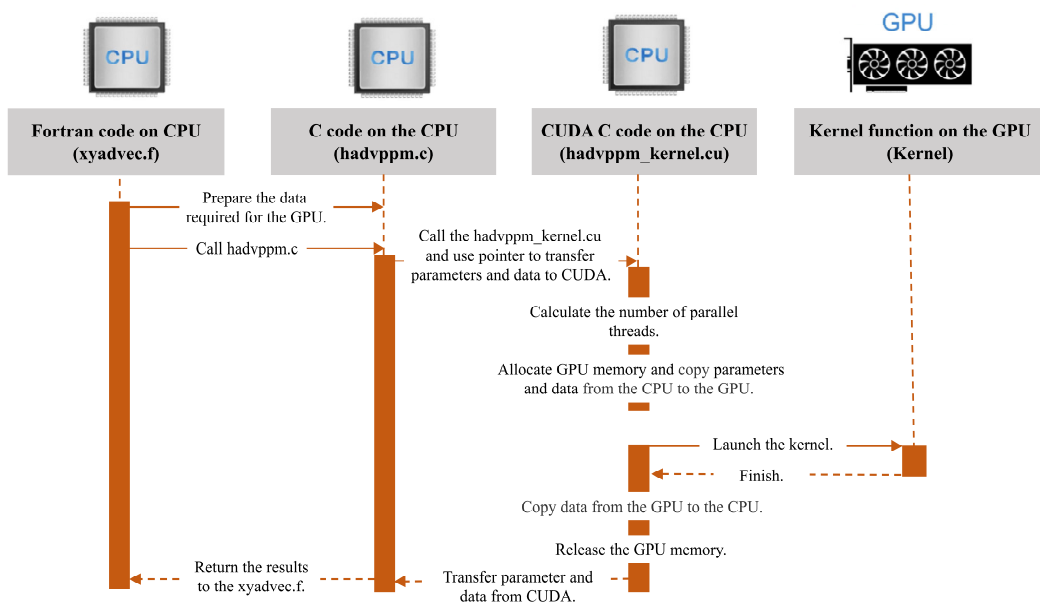 GPU
CPU
CPU
CPU
Fortran code on CPU
(xyadvec.f)
C code on the CPU
(hadvppm.c)
CUDA C code on the CPU
(hadvppm_kernel.cu)
Kernel function on the GPU
(Kernel)
Prepare the data
required for the GPU.
Call hadvppm.c
Call the hadvppm_kernel.cu
and use pointer to transfer
parameters and data to CUDA.
Calculate the number of parallel
threads.
Allocate GPU memory and copy parameters
and data from the CPU to the GPU.
Launch the kernel.
Finish.
Copy data from the GPU to the CPU.
Release the GPU memory.
Return the results
to the xyadvec.f.
Transfer parameter and
data from CUDA.